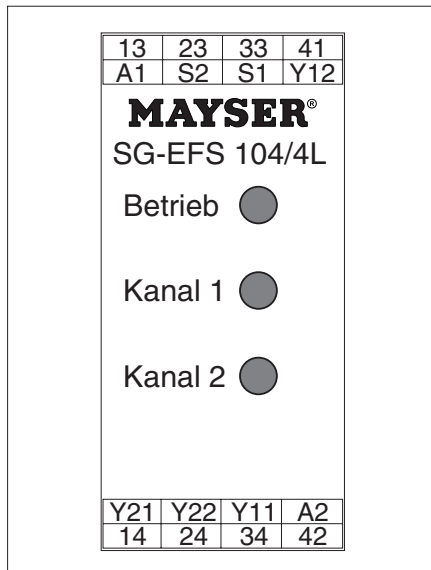 13 23 33 41
A1 S2 S1 Y12
MAYSER®
SG-EFS 104/4L
Betrieb
Kanal 1
Kanal 2
Y21 Y22 Y11 A2
14 24 34 42